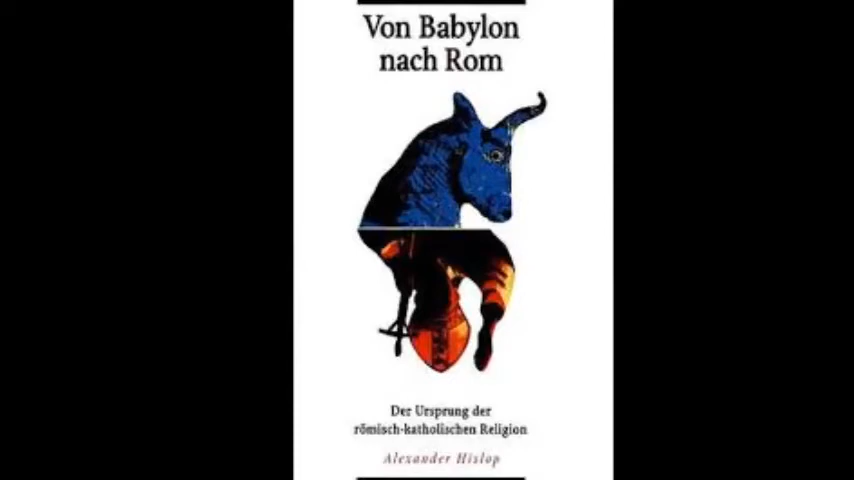 Von Babylon
nach Rom
Der Ursprung der
römisch-katholischen Religion
Alexander Hislop